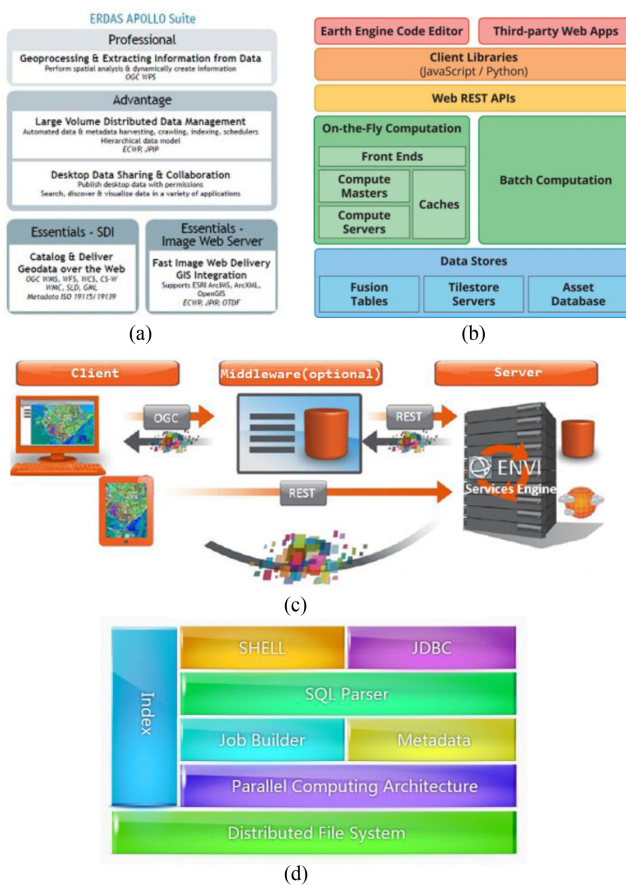 ERDAS APOLLO Suite
Professional
Geoprocessing & Extracting Information from Data
Perform spatial analysis & dynamically create information
OGC WPS
Advantage
Large Volume Distributed Data Management
Automated data & metadata harvesting, crawling, indexing, schedulers
Hierarchical data model
ECWP, JPIP
Desktop Data Sharing & Collaboration
Publish desktop data with permissions
Search, discover & visualize data in a variety of applications
Essentials - SDI
Catalog & Deliver
Geodata over the Web
OGC WMS, WFS, WCS, CS-W
WMC, SLD, GML
Metadata ISO 19115/19139
Essentials -
Image Web Server
Fast Image Web Delivery
GIS Integration
Supports ESRI ArcIMS, ArcXML,
OpenGIS
ECWP, JPIP, OTDF
(a)
Earth Engine Code Editor
Third-party Web Apps
Client Libraries
(JavaScript / Python)
Web REST APIs
On-the-Fly Computation
Front Ends
Compute
Masters
Caches
Compute
Servers
Batch Computation
Data Stores
Fusion
Tables
Tilestore
Servers
Asset
Database
(b)
Client
Middleware(optional)
Server
OGC
REST
REST
ENVI
Services Engine
(c)
Index
SHELL
JDBC
SQL Parser
Job Builder
Metadata
Parallel Computing Architecture
Distributed File System
(d)